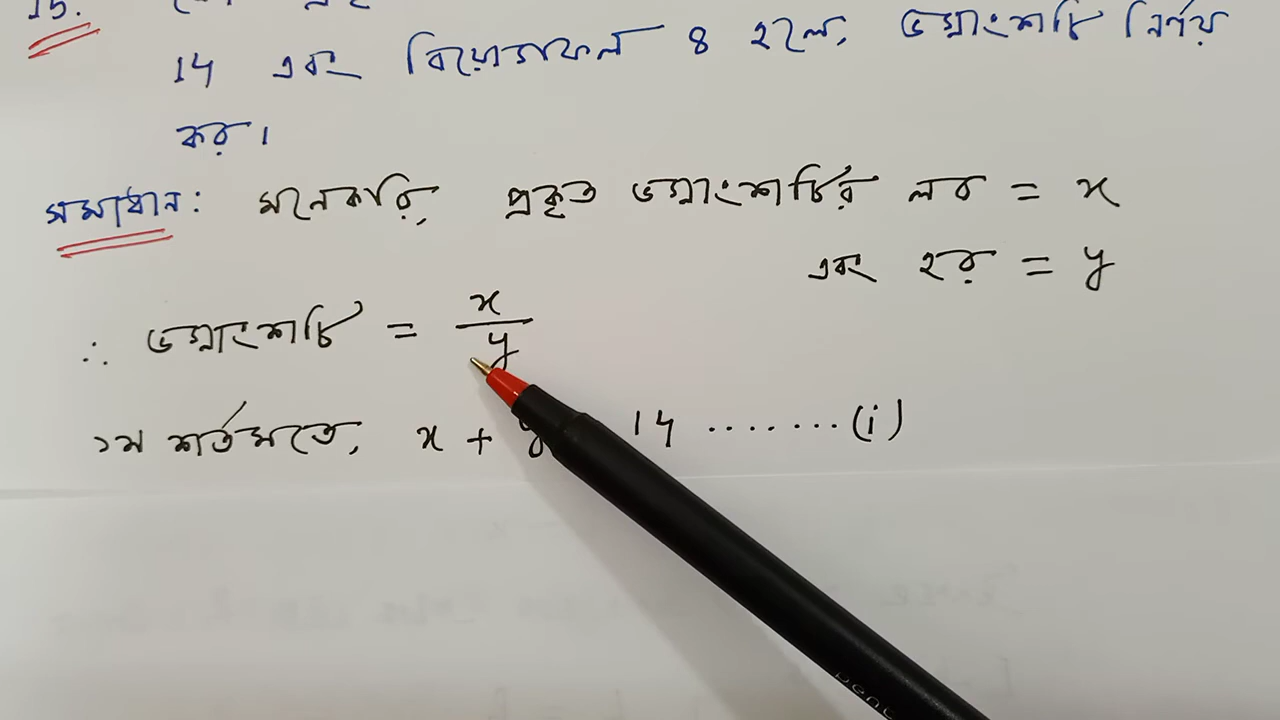 15.
14 এবং বিয়োগফল 8 হলে, ভগ্নাংশটি নির্ণয়
কর।
সমাধান: মনেকরি, প্রকৃত ভগ্নাংশটির লব = x
এবং হর = y
∴ ভগ্নাংশটি = x/y
১ম শর্তমতে, x + y 14 ........(i)